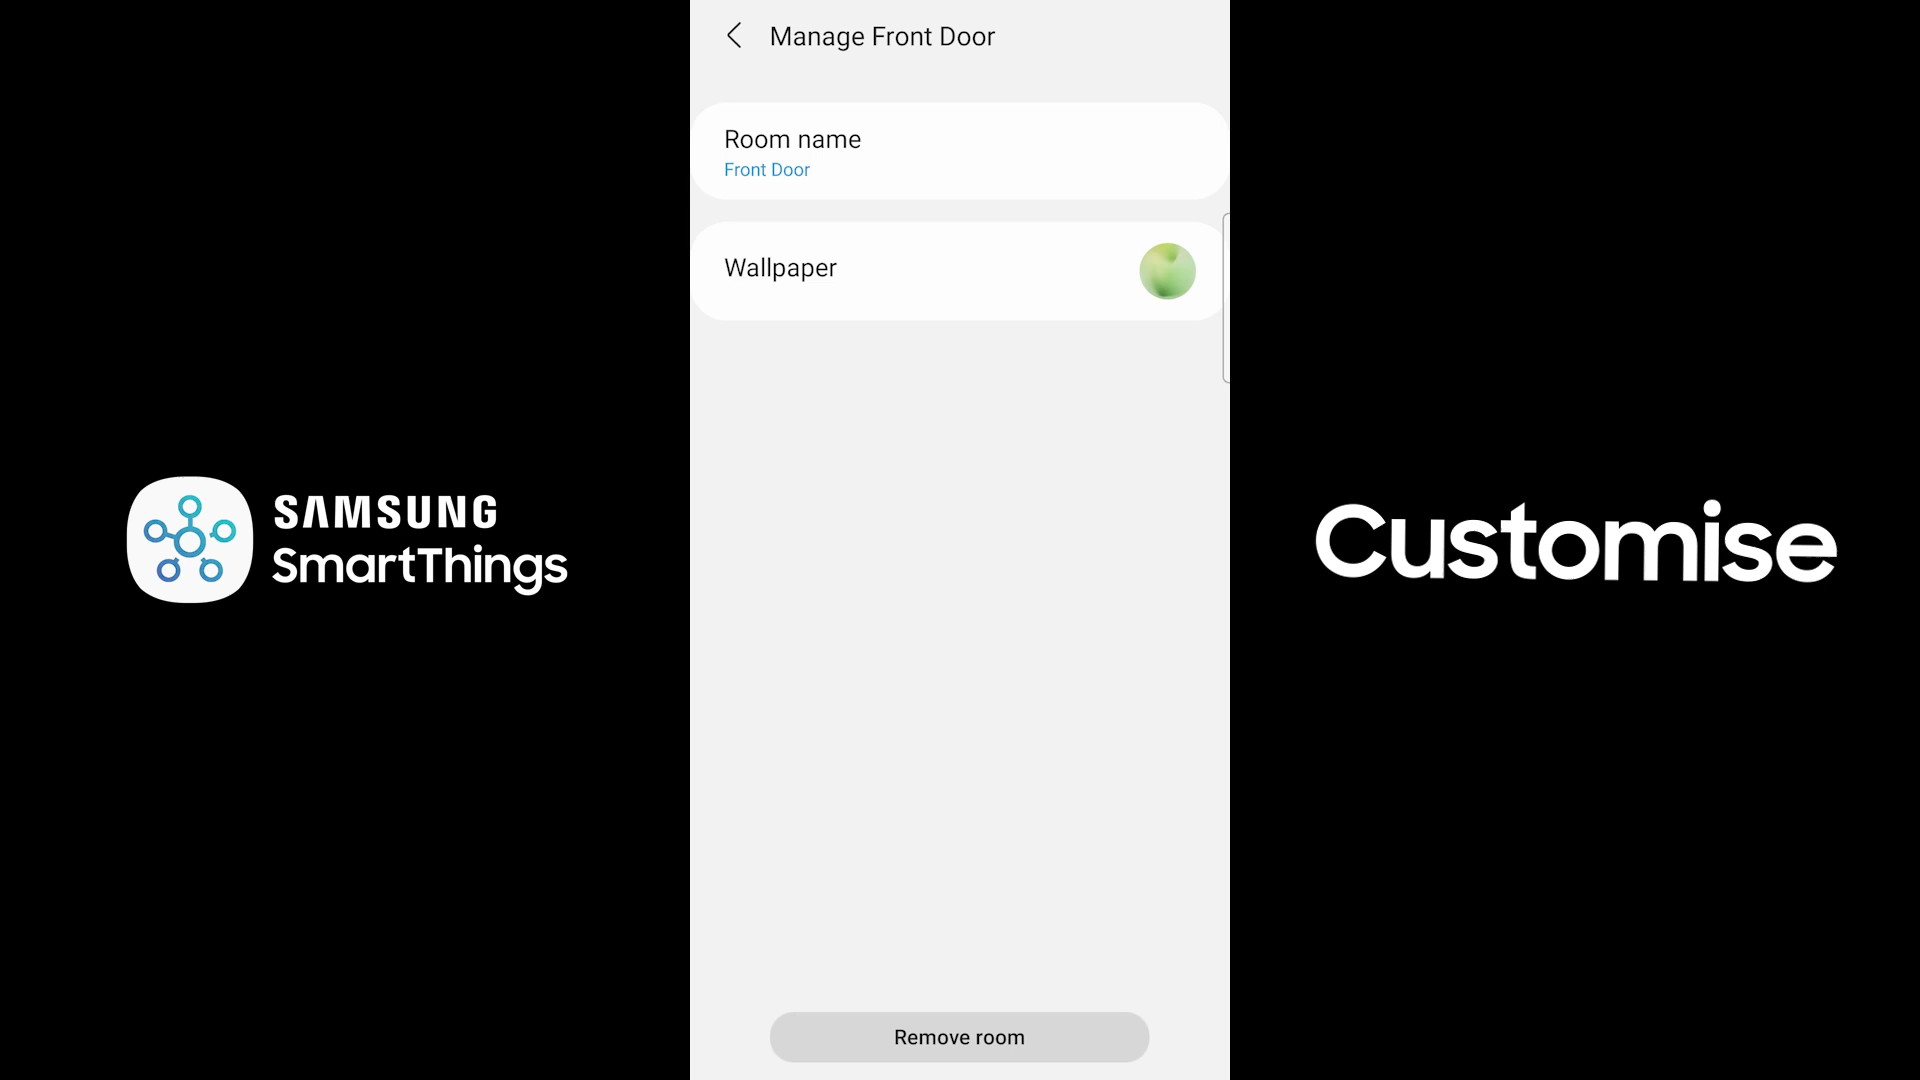 Manage Front Door
Room name
Front Door
Wallpaper
SAMSUNG
SmartThings
Customise
Remove room